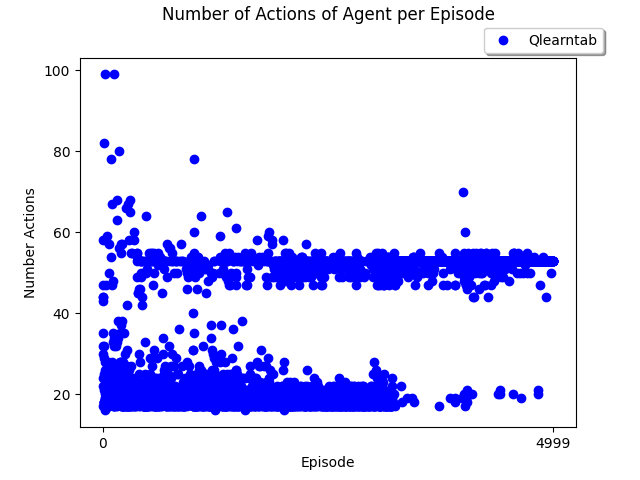 Number of Actions of Agent per Episode
Qlearntab
100
80
60
40
20
Number Actions
0
4999
Episode